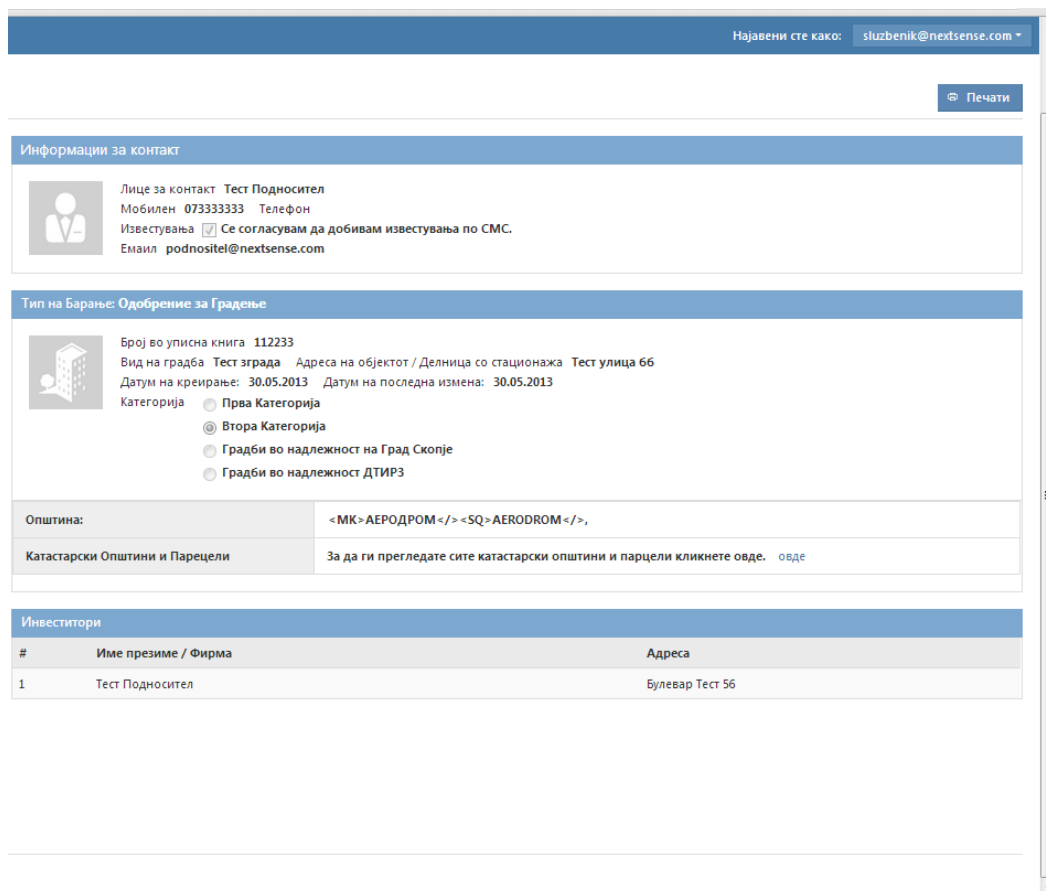 Најавени сте како: sluzbenik@nextsense.com
Печати
Информации за контакт
Лице за контакт Тест Подносител
Мобилен 073333333 Телефон
Известувања Се согласувам да добивам известувања по СМС.
Емаил podnositel@nextsense.com
Тип на Барање: Одобрение за Градење
Број во уписна книга 112233
Вид на градба Тест зграда Адреса на објектот / Делница со стационажа Тест улица 66
Датум на креирање: 30.05.2013 Датум на последна измена: 30.05.2013
Категорија Прва Категорија
Втора Категорија
Градби во надлежност на Град Скопје
Градби во надлежност ДТИРЗ
Општина: <MK>АЕРОДРОМ</><SQ>AERODROM</>,
Катастарски Општини и Парецели За да ги прегледате сите катастарски општини и парцели кликнете овде. овде
Инвеститори
# Име презиме / Фирма Адреса
1 Тест Подносител Булевар Тест 56